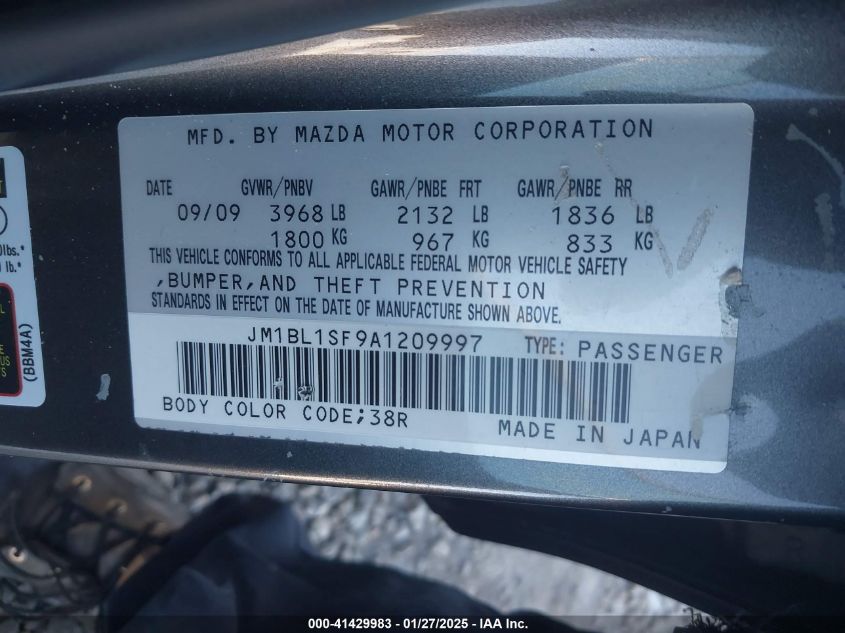 MFD. BY MAZDA MOTOR CORPORATION
DATE GVWR/PNBV GAWR/PNBE FRT GAWR/PNBE RR
09/09 3968 LB 2132 LB 1836 LB
1800 KG 967 KG 833 KG
THIS VEHICLE CONFORMS TO ALL APPLICABLE FEDERAL MOTOR VEHICLE SAFETY
,BUMPER,AND THEFT PREVENTION
STANDARDS IN EFFECT ON THE DATE OF MANUFACTURE SHOWN ABOVE.
JM1BL1SF9A1209997 TYPE: PASSENGER
BODY COLOR CODE;38R
MADE IN JAPAN
lbs.*
lb.*
(BBM4A)
000-41429983 - 01/27/2025 - IAA Inc.